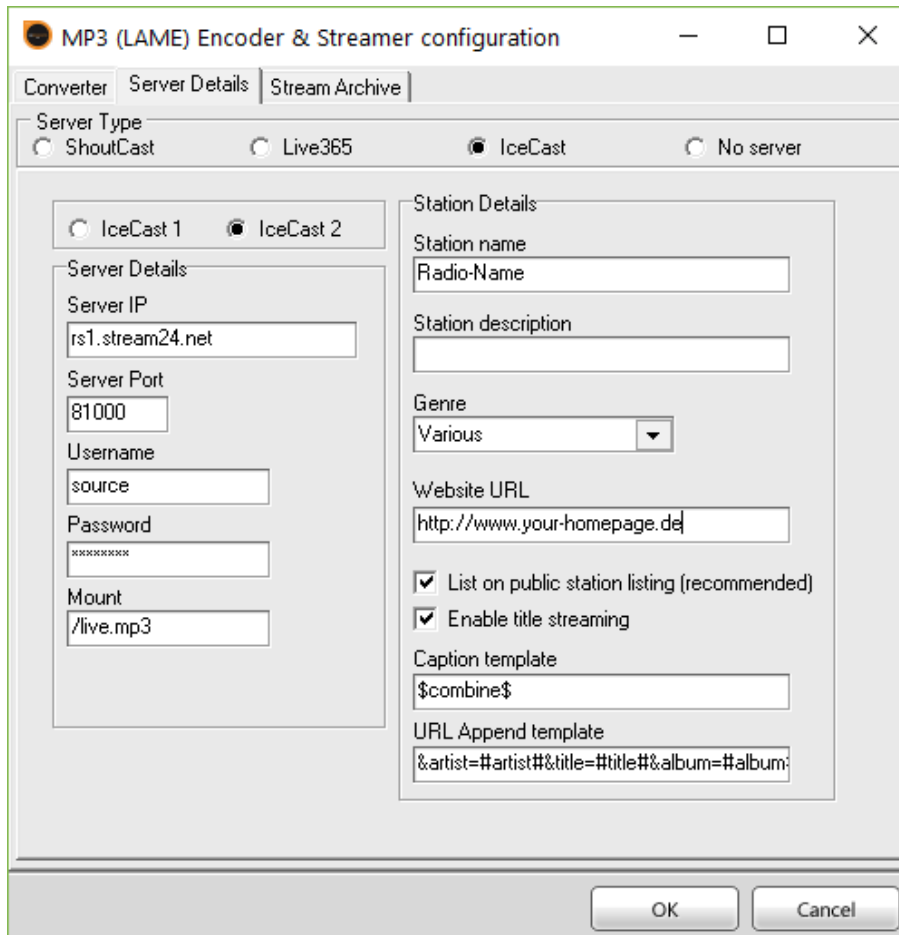 MP3 (LAME) Encoder & Streamer configuration
Converter Server Details Stream Archive
Server Type
ShoutCast Live365 IceCast No server
IceCast 1 IceCast 2
Server Details
Server IP
rs1.stream24.net
Server Port
81000
Username
source
Password
********
Mount
/live.mp3
Station Details
Station name
Radio-Name
Station description
Genre
Various
Website URL
http://www.your-homepage.de
List on public station listing (recommended)
Enable title streaming
Caption template
$combine$
URL Append template
&artist=#artist#&title=#title#&album=#album
OK Cancel